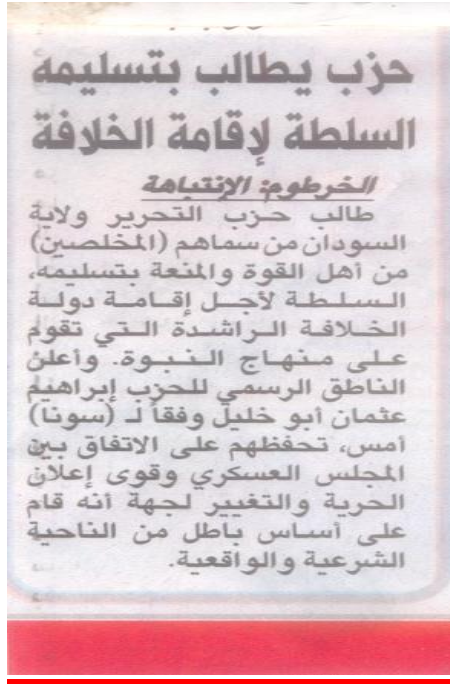 حزب يطالب بتسليمه
السلطة لإقامة الخلافة
الخرطوم: الإنتباهة
طالب حزب التحرير ولاية
السودان من سماهم (المخلصين)
من أهل القوة والمنعة بتسليمه،
السلطة لأجل إقامة دولة
الخلافة الراشدة التي تقوم
على منهاج النبوة. وأعلن
الناطق الرسمي للحزب إبراهيم
عثمان أبو خليل وفقاً لـ (سونا)
أمس، تحفظهم على الاتفاق بين
المجلس العسكري وقوى إعلان
الحرية والتغيير لجهة أنه قام
على أساس باطل من الناحية
الشرعية والواقعية.